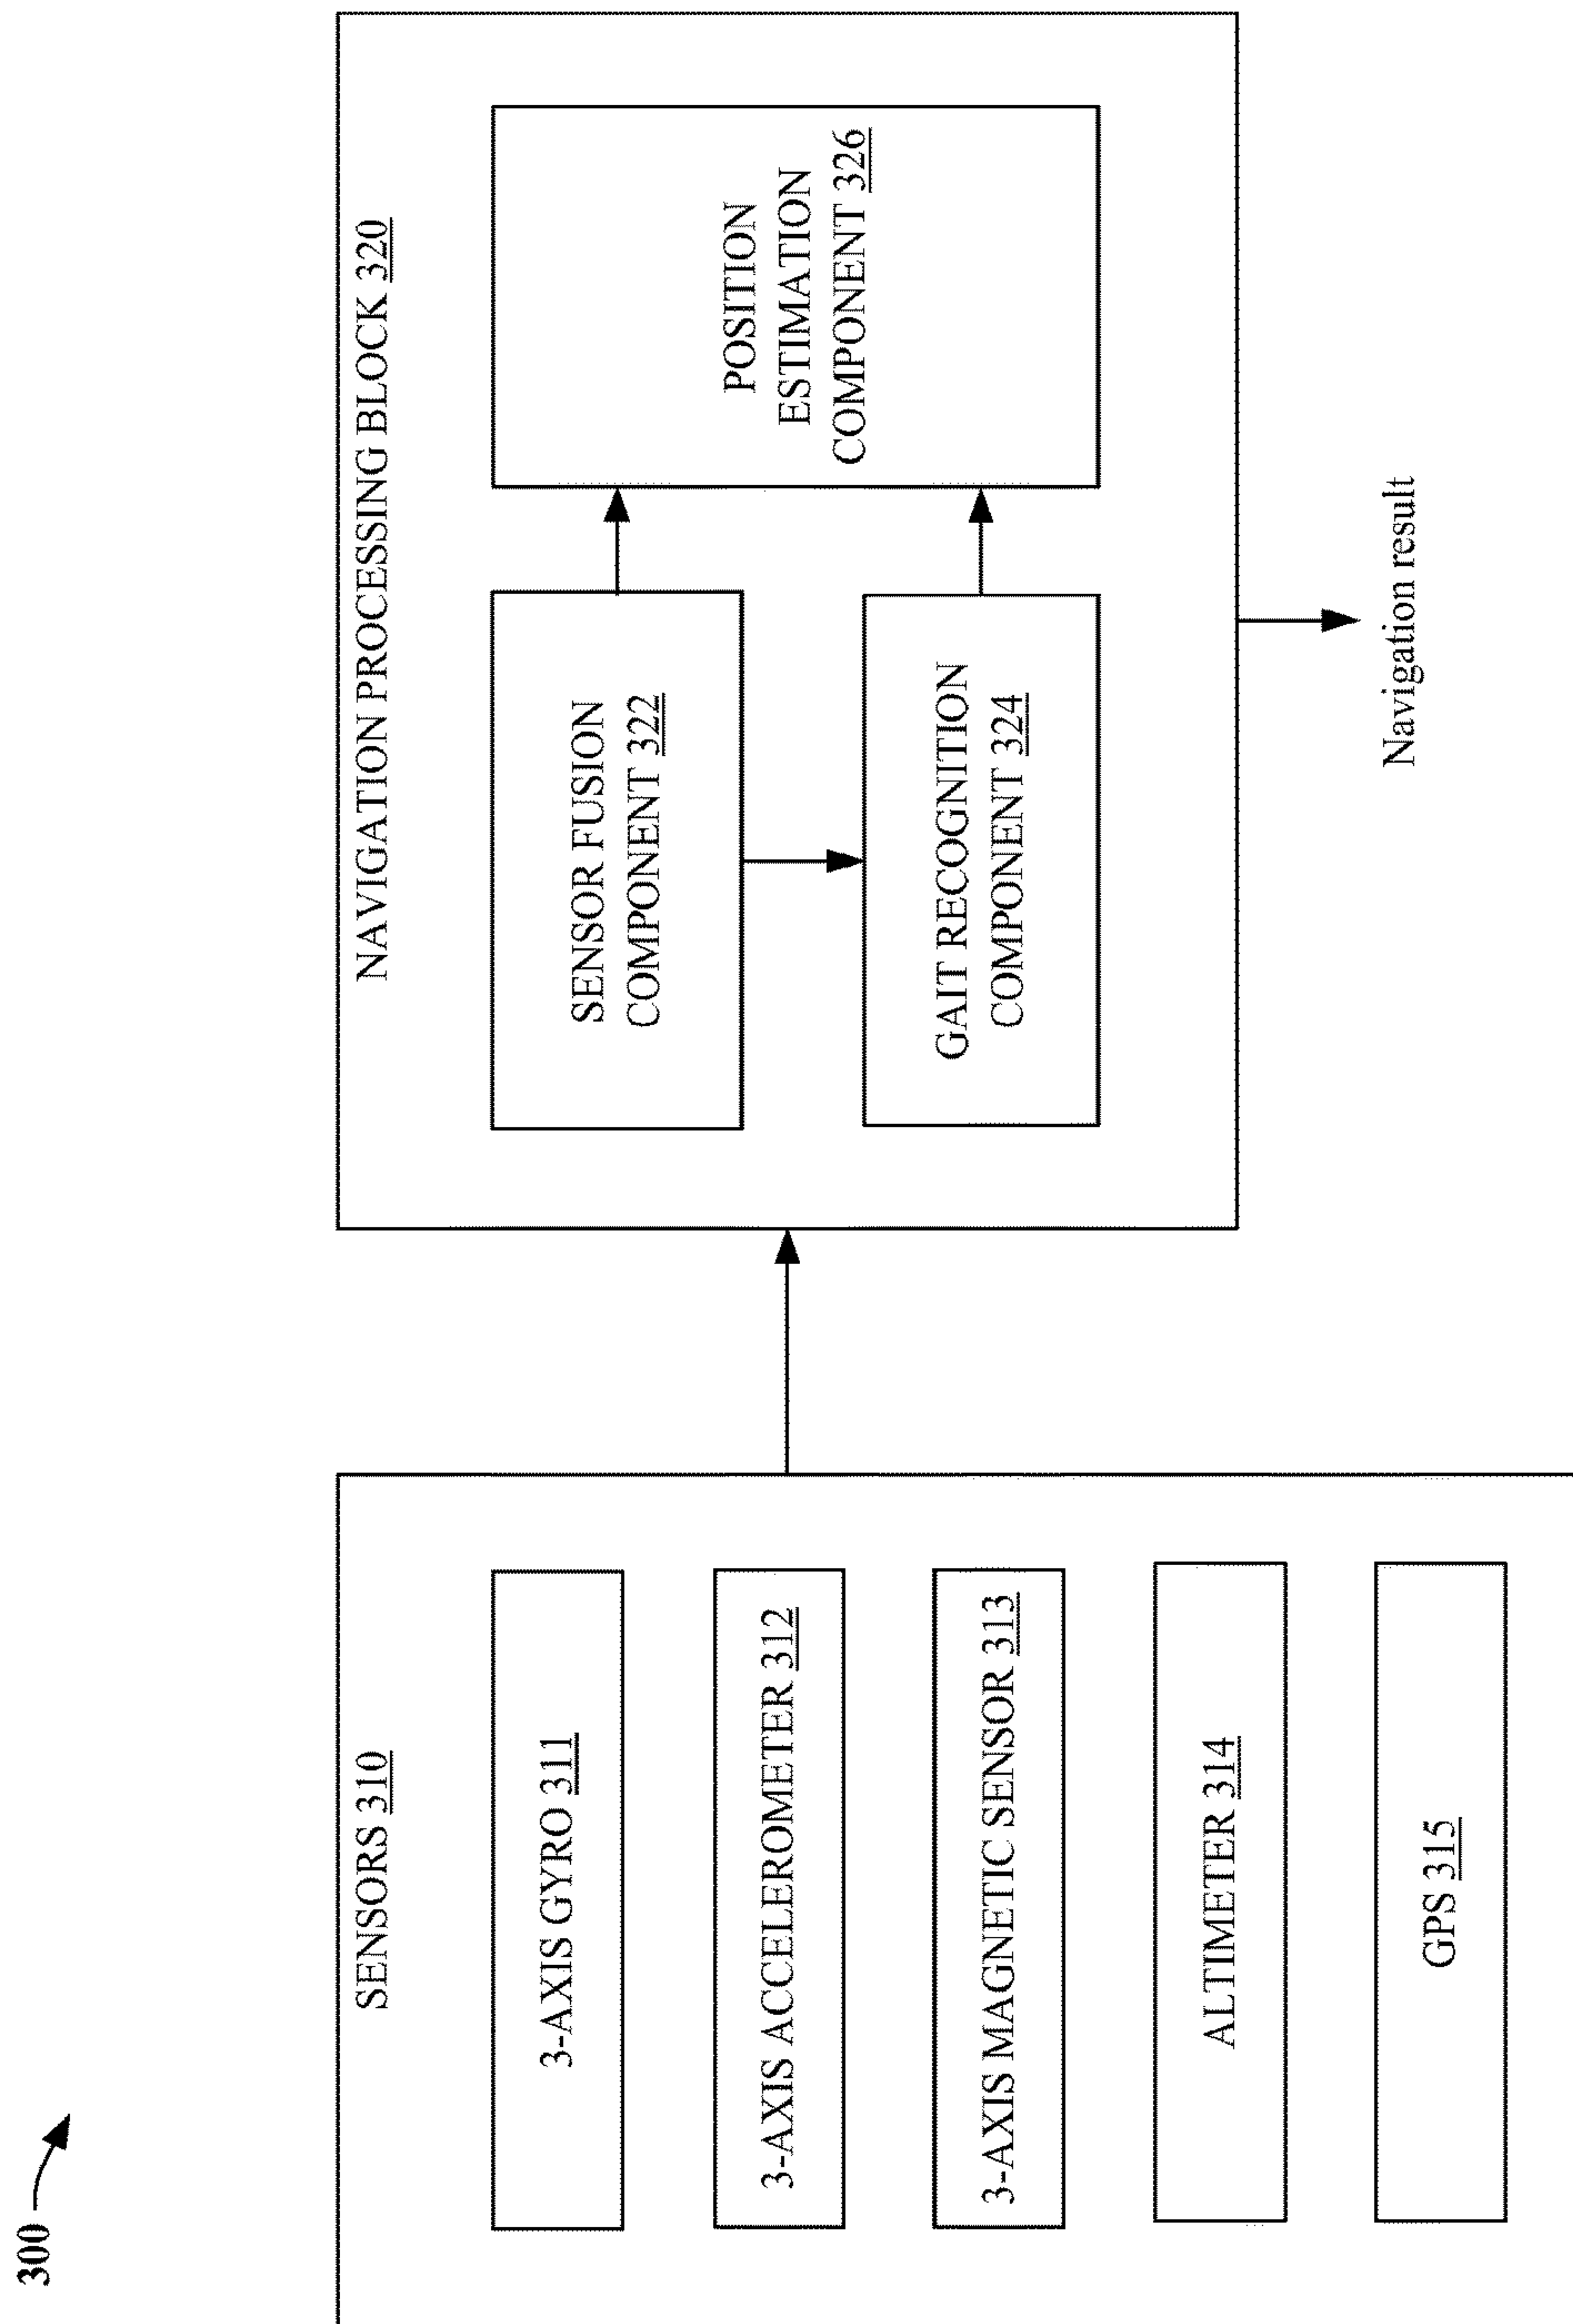 300
SENSORS 310
3-AXIS GYRO 311
3-AXIS ACCELEROMETER 312
3-AXIS MAGNETIC SENSOR 313
ALTIMETER 314
GPS 315
NAVIGATION PROCESSING BLOCK 320
SENSOR FUSION
COMPONENT 322
GAIT RECOGNITION
COMPONENT 324
POSITION
ESTIMATION
COMPONENT 326
Navigation result